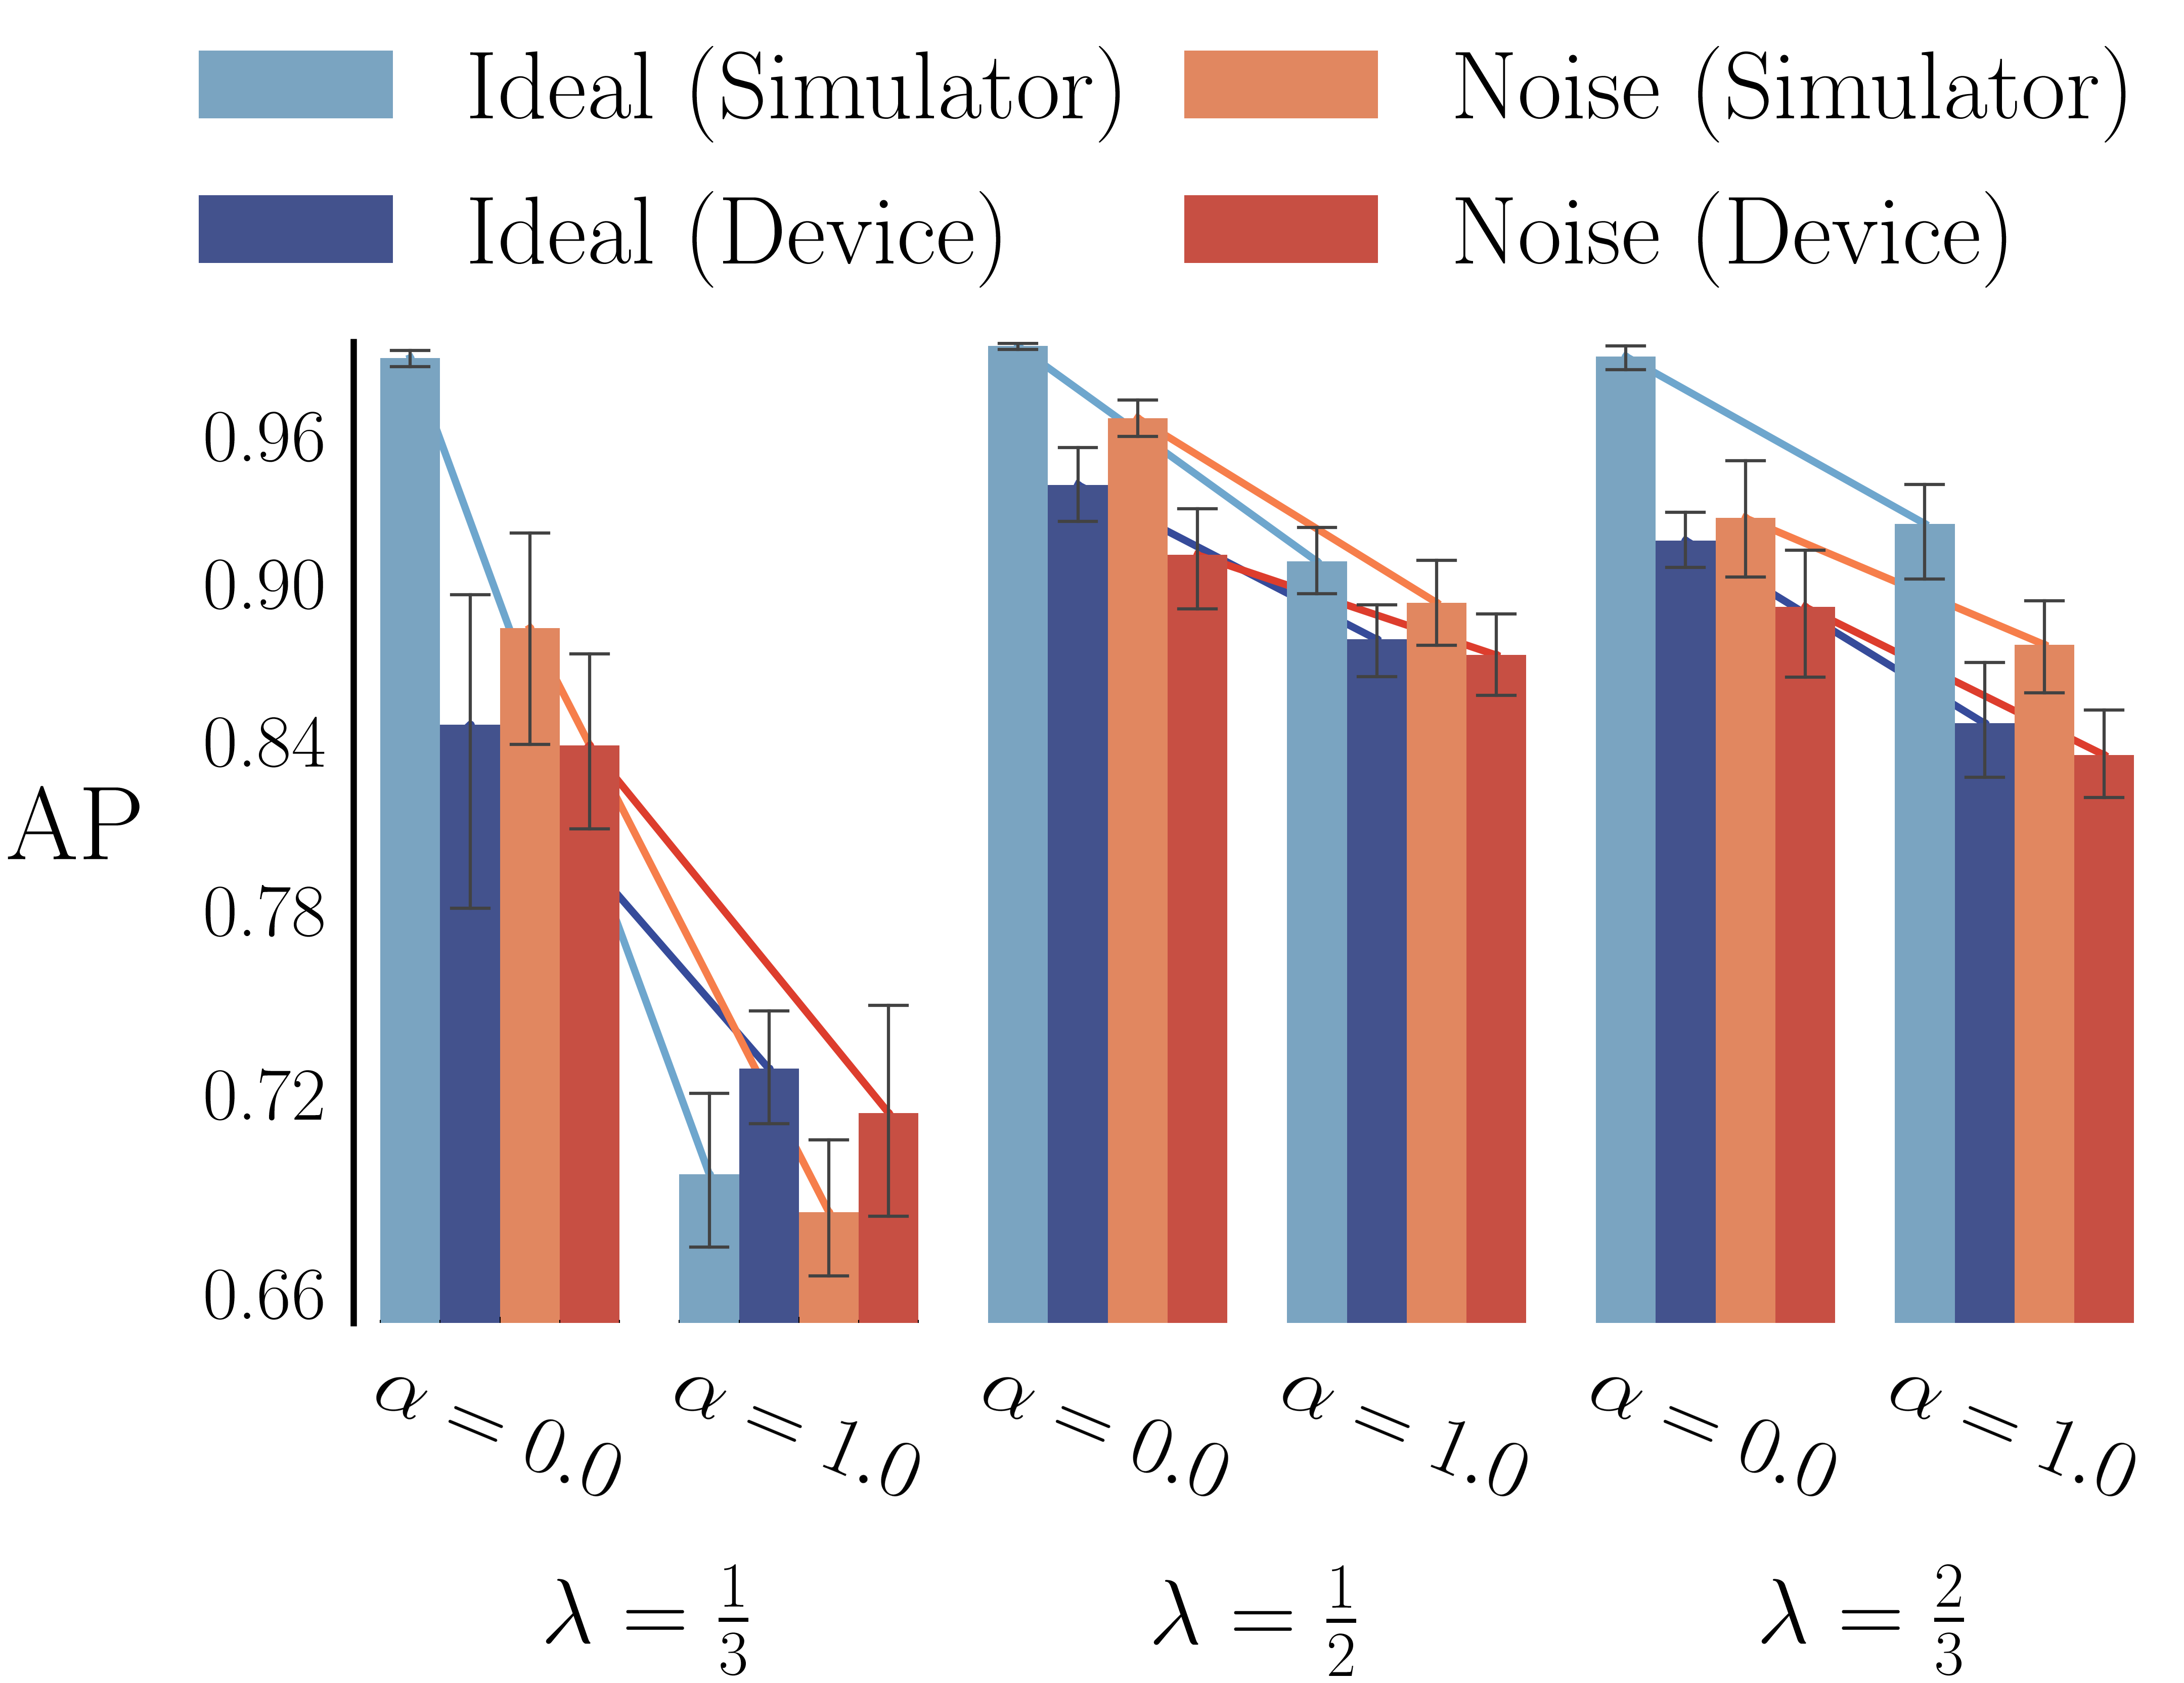 Ideal (Simulator) Noise (Simulator)
Ideal (Device) Noise (Device)
0.96
0.90
0.84
AP
0.78
0.72
0.66
α = 0.0 α = 1.0 α = 0.0 α = 1.0 α = 0.0 α = 1.0
λ = 1/3 λ = 1/2 λ = 2/3